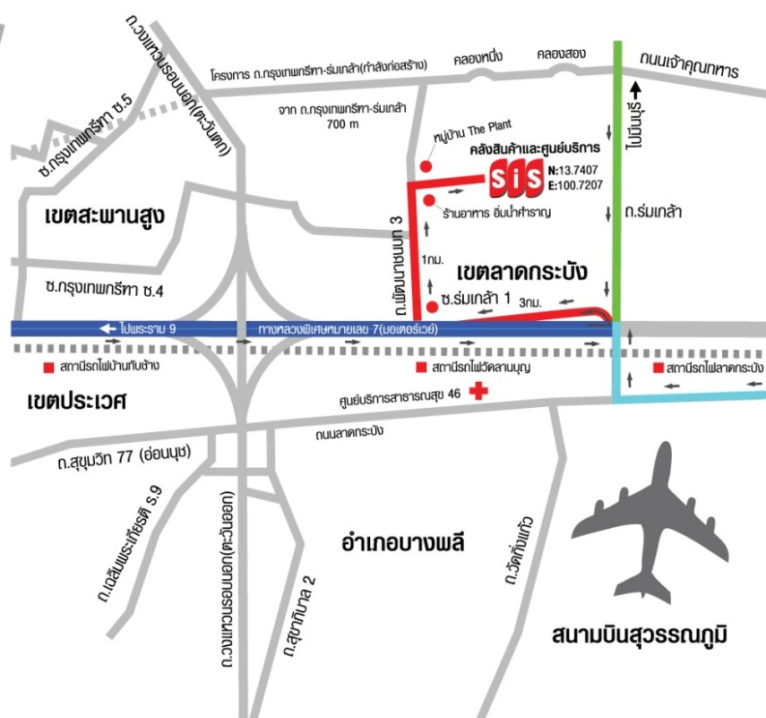 ถ.วงแหวนรอบนอก(ตะวันตก)
โครงการ ถ.กรุงเทพกรีฑา-ร่มเกล้า(กำลังก่อสร้าง)
คลองหนึ่ง
คลองสอง
ถนนเจ้าคุณทหาร
ซ.กรุงเทพกรีฑา ซ.5
จาก ถ.กรุงเทพกรีฑา-ร่มเกล้า
700 m
ไปมีนบุรี
หมู่บ้าน The Plant
คลังสินค้าและศูนย์บริการ
SiS
N:13.7407
E:100.7207
เขตสะพานสูง
ร้านอาหาร อิ่มน้ำสำราญ
ถ.ร่มเกล้า
ถ.พัฒนาชนบท 3
1กม.
เขตลาดกระบัง
ซ.กรุงเทพกรีฑา ซ.4
ซ.ร่มเกล้า 1
3กม.
ไปพระราม 9
ทางหลวงพิเศษหมายเลข 7(มอเตอร์เวย์)
สถานีรถไฟบ้านทับช้าง
สถานีรถไฟวัดลานบุญ
สถานีรถไฟลาดกระบัง
เขตประเวศ
ศูนย์บริการสาธารณสุข 46
ถนนลาดกระบัง
ถ.สุขุมวิท 77 (อ่อนนุช)
ถ.เฉลิมพระเกียรติ ร.9
ถ.วงแหวนรอบนอก(ตะวันออก)
ถ.สุขาภิบาล 2
อำเภอบางพลี
ถ.วัดกิ่งแก้ว
สนามบินสุวรรณภูมิ